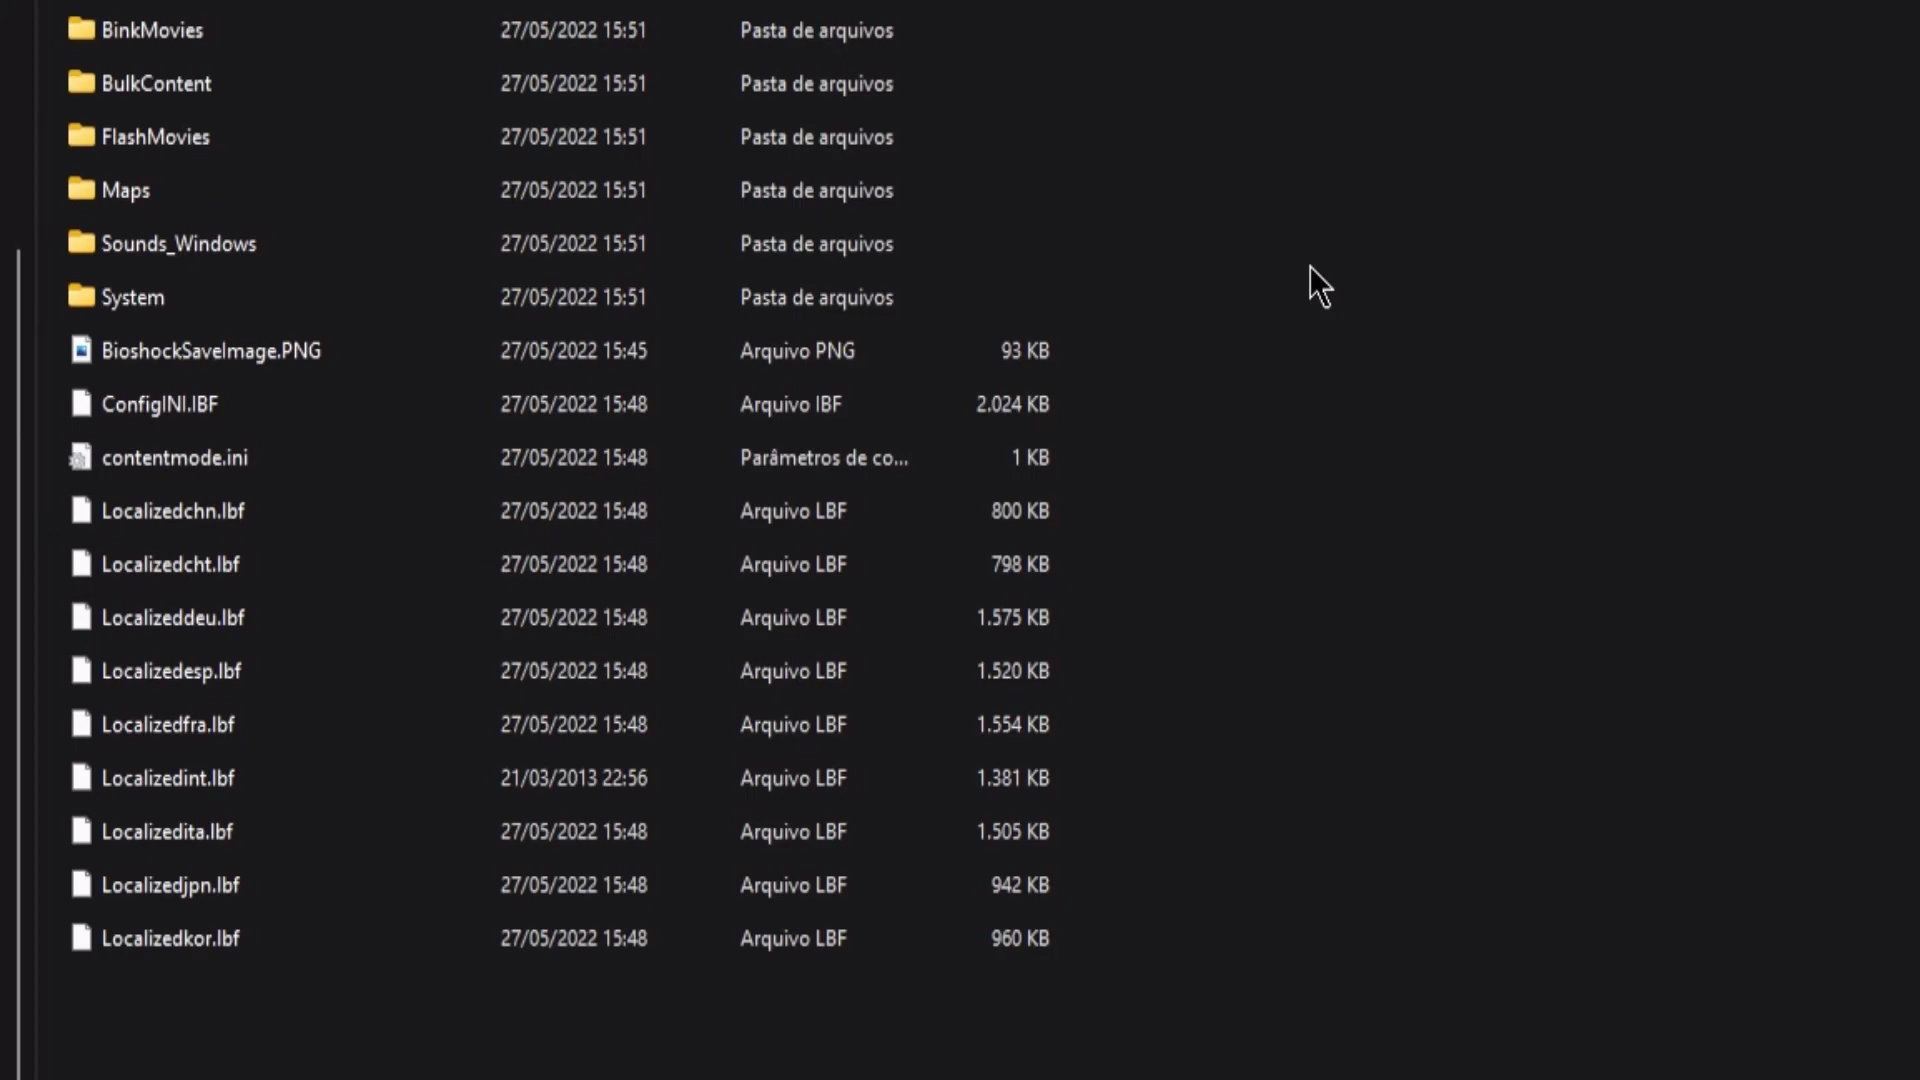 BinkMovies 27/05/2022 15:51 Pasta de arquivos
BulkContent 27/05/2022 15:51 Pasta de arquivos
FlashMovies 27/05/2022 15:51 Pasta de arquivos
Maps 27/05/2022 15:51 Pasta de arquivos
Sounds_Windows 27/05/2022 15:51 Pasta de arquivos
System 27/05/2022 15:51 Pasta de arquivos
BioshockSaveImage.PNG 27/05/2022 15:45 Arquivo PNG 93 KB
ConfigINI.IBF 27/05/2022 15:48 Arquivo IBF 2.024 KB
contentmode.ini 27/05/2022 15:48 Parâmetros de co... 1 KB
Localizedchn.lbf 27/05/2022 15:48 Arquivo LBF 800 KB
Localizedcht.lbf 27/05/2022 15:48 Arquivo LBF 798 KB
Localizeddeu.lbf 27/05/2022 15:48 Arquivo LBF 1.575 KB
Localizedesp.lbf 27/05/2022 15:48 Arquivo LBF 1.520 KB
Localizedfra.lbf 27/05/2022 15:48 Arquivo LBF 1.554 KB
Localizedint.lbf 21/03/2013 22:56 Arquivo LBF 1.381 KB
Localizedita.lbf 27/05/2022 15:48 Arquivo LBF 1.505 KB
Localizedjpn.lbf 27/05/2022 15:48 Arquivo LBF 942 KB
Localizedkor.lbf 27/05/2022 15:48 Arquivo LBF 960 KB